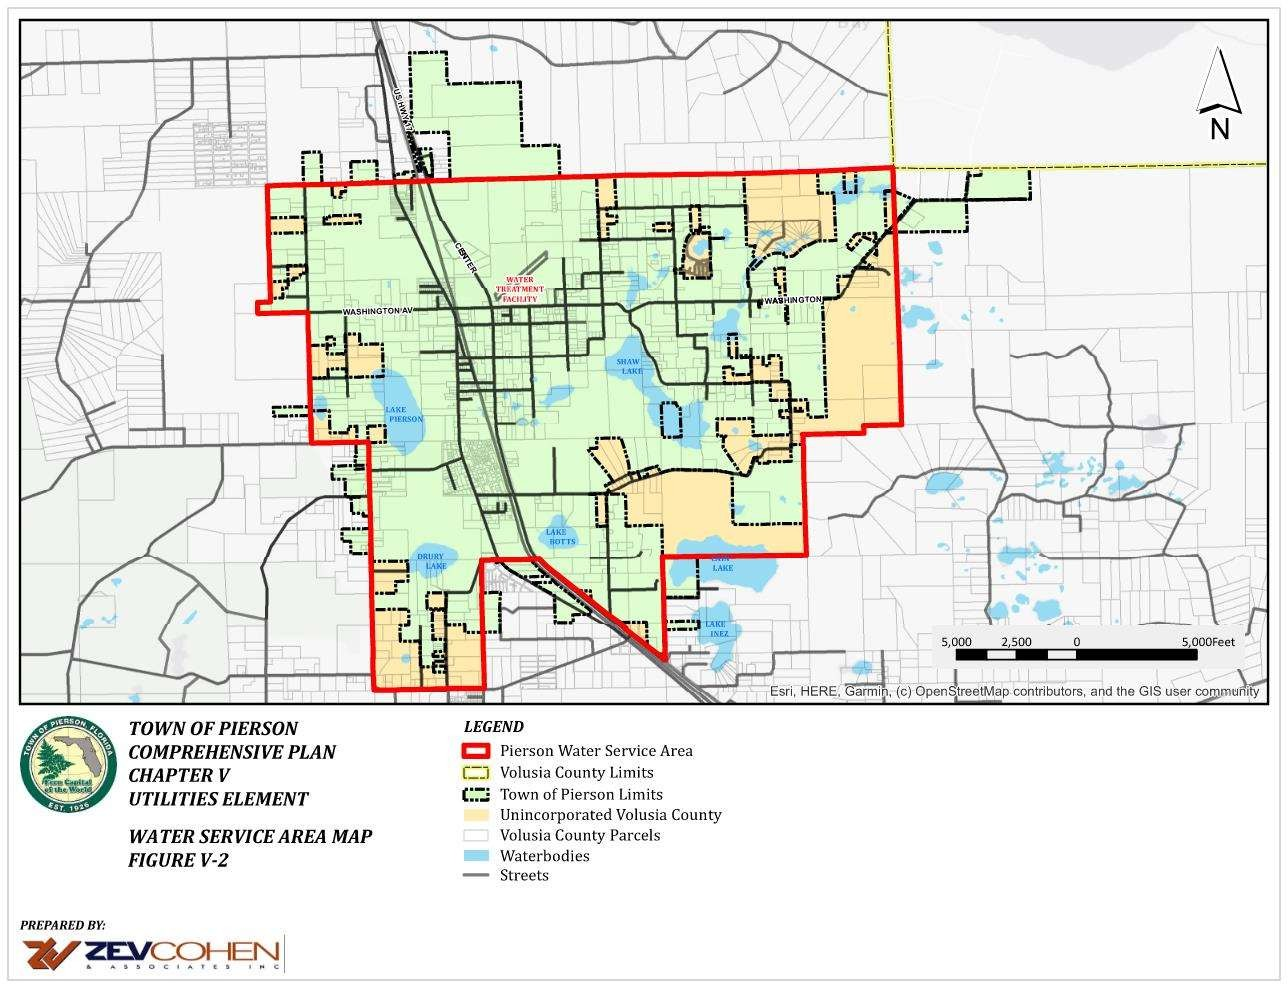 US HWY 17
N
CENTER
WATER
TREATMENT
FACILITY
WASHINGTON AV
WASHINGTON
SHAW
LAKE
LAKE
PIERSON
LAKE
BOTTS
DRURY
LAKE
LAKE
LAKE
INEZ
5,000 2,500 0 5,000Feet
Esri, HERE, Garmin, (c) OpenStreetMap contributors, and the GIS user community
TOWN OF PIERSON, FLORIDA
Fern Capital
of the World
EST. 1926
TOWN OF PIERSON
COMPREHENSIVE PLAN
CHAPTER V
UTILITIES ELEMENT
WATER SERVICE AREA MAP
FIGURE V-2
LEGEND
Pierson Water Service Area
Volusia County Limits
Town of Pierson Limits
Unincorporated Volusia County
Volusia County Parcels
Waterbodies
Streets
PREPARED BY:
ZEVCOHEN
& ASSOCIATES INC